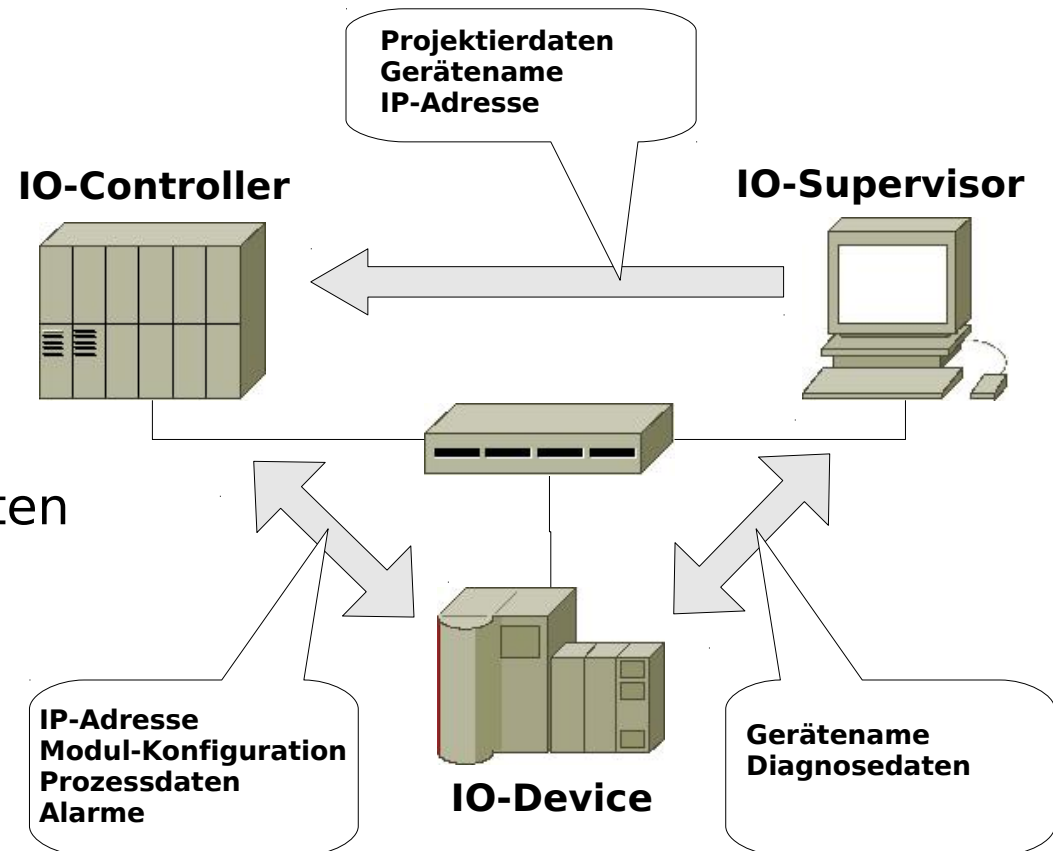 Projektierdaten
Gerätename
IP-Adresse
IO-Controller
IO-Supervisor
ten
IP-Adresse
Modul-Konfiguration
Prozessdaten
Alarme
Gerätename
Diagnosedaten
IO-Device